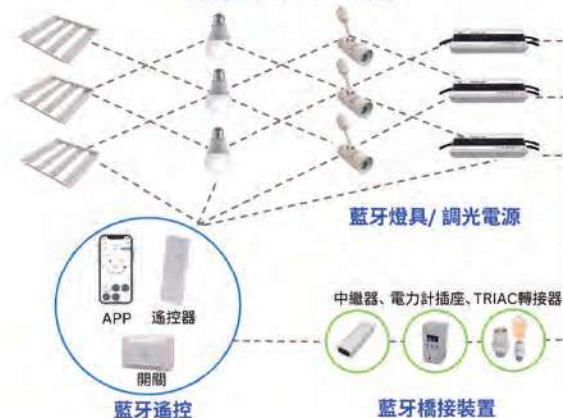 藍牙燈具/ 調光電源
中繼器、電力計插座、TRIAC轉接器
APP 遙控器
開關
藍牙遙控
藍牙橋接裝置